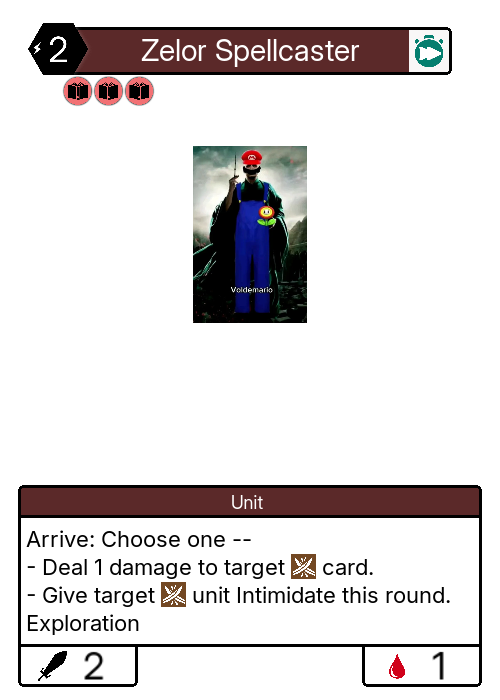 2
Zelor Spellcaster
Voldemario
Unit
Arrive: Choose one --
- Deal 1 damage to target card.
- Give target unit Intimidate this round.
Exploration
2
1